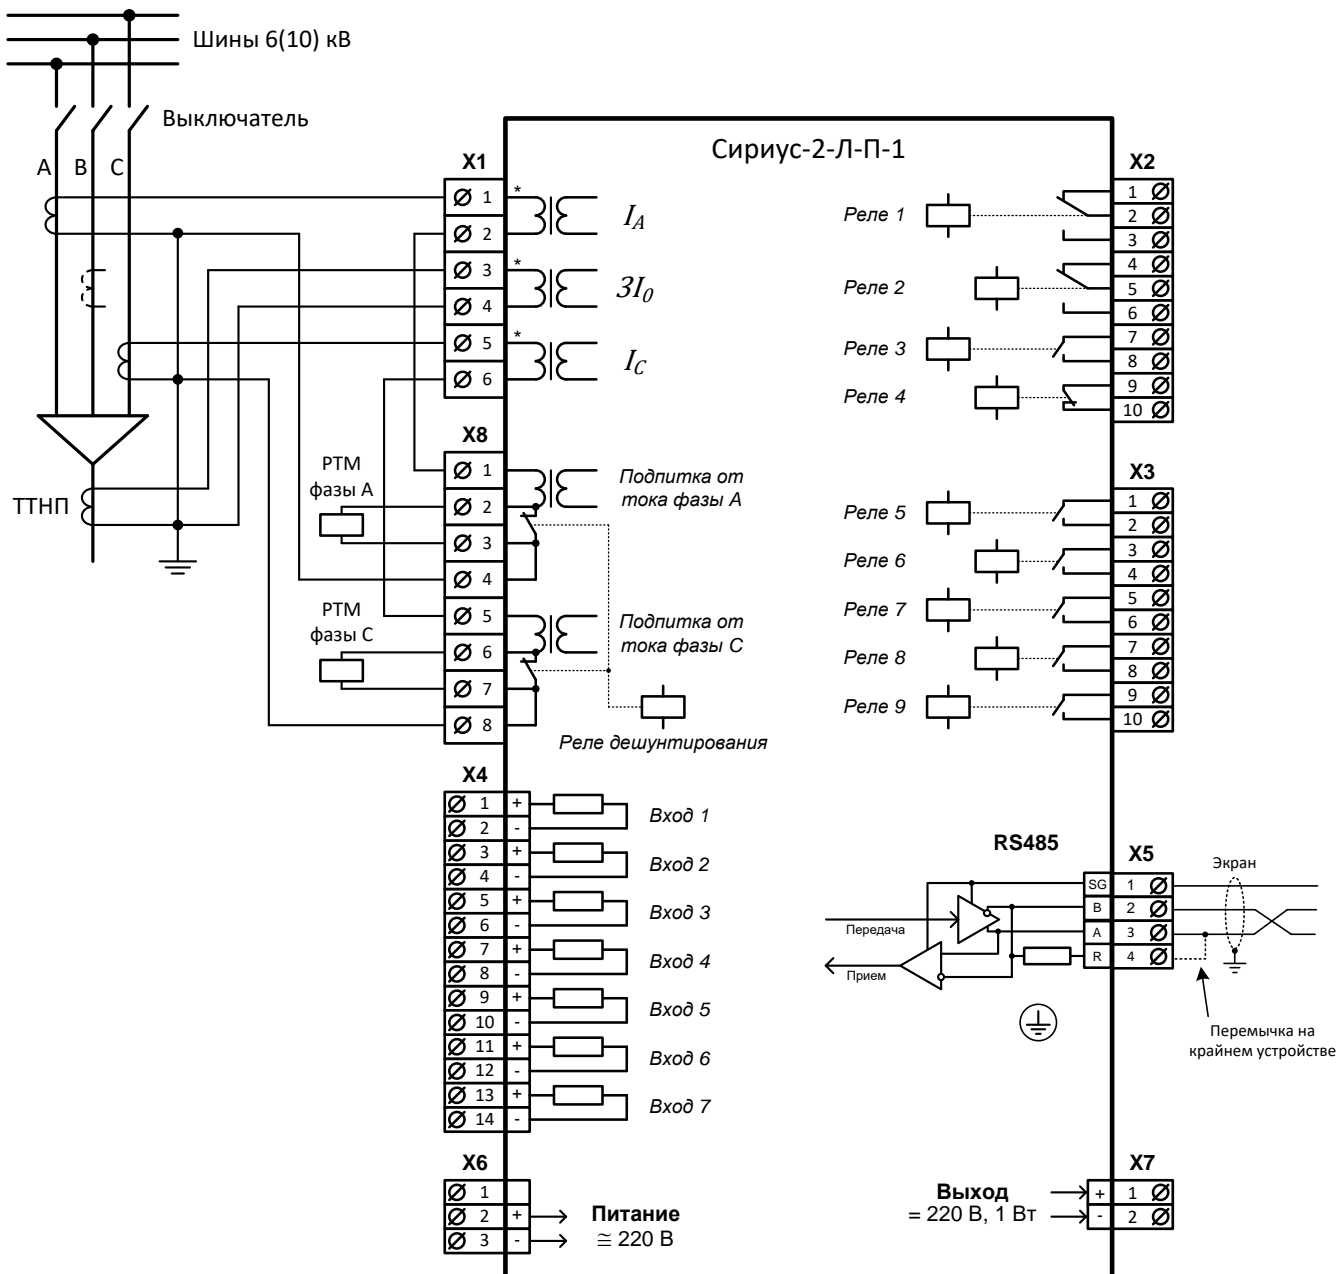 Шины 6(10) кВ
Выключатель
A B C
ТТНП
РТМ
фазы А
РТМ
фазы С
Сириус-2-Л-П-1
X1
1 *
I_A
2
3 *
3I_0
4
5 *
I_C
6
X8
1
Подпитка от
тока фазы А
2
3
4
5
Подпитка от
тока фазы С
6
7
8
Реле дешунтирования
X4
1 +
Вход 1
2 -
3 +
Вход 2
4 -
5 +
Вход 3
6 -
7 +
Вход 4
8 -
9 +
Вход 5
10 -
11 +
Вход 6
12 -
13 +
Вход 7
14 -
X6
1
2 + Питание
3 - ≅ 220 В
X2
Реле 1
1
2
3
Реле 2
4
5
6
Реле 3
7
8
Реле 4
9
10
X3
Реле 5
1
2
Реле 6
3
4
Реле 7
5
6
Реле 8
7
8
Реле 9
9
10
RS485
X5
Экран
SG 1
B 2
A 3
R 4
Передача
Прием
Перемычка на
крайнем устройстве
X7
Выход + 1
= 220 В, 1 Вт - 2